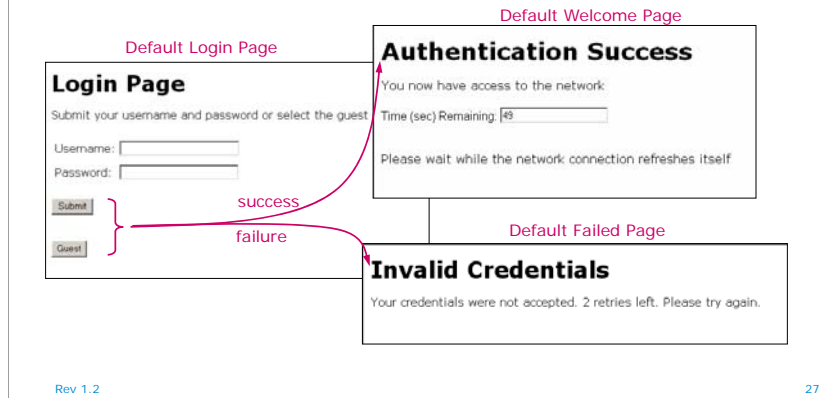 Default Welcome Page
Default Login Page
Authentication Success
You now have access to the network
Time (sec) Remaining: 49
Please wait while the network connection refreshes itself
Login Page
Submit your username and password or select the guest
Username:
Password:
Submit
Guest
success
failure
Default Failed Page
Invalid Credentials
Your credentials were not accepted. 2 retries left. Please try again.
Rev 1.2
27